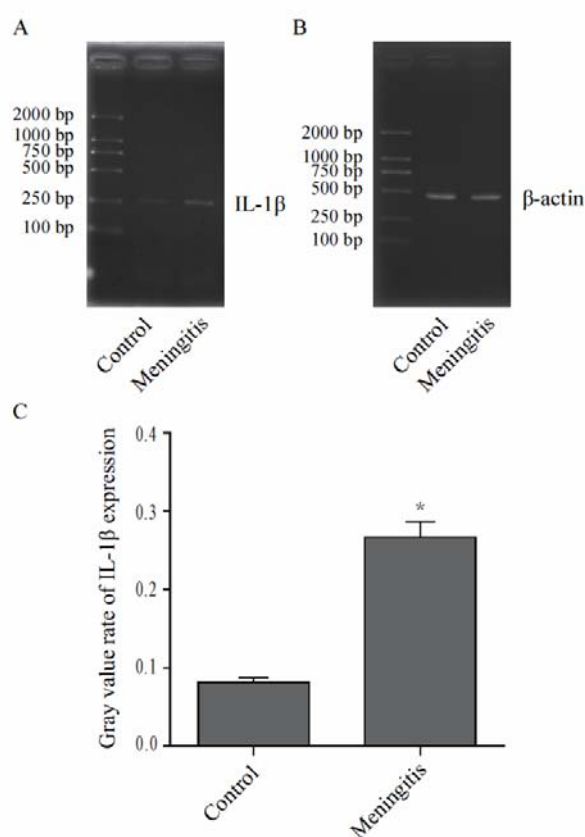 A
2000 bp
1000 bp
750 bp
500 bp
250 bp
100 bp
IL-1β
Control
Meningitis
B
2000 bp
1000 bp
750 bp
500 bp
250 bp
100 bp
β-actin
Control
Meningitis
C
Gray value rate of IL-1β expression
0.4
0.3
0.2
0.1
0.0
*
Control
Meningitis